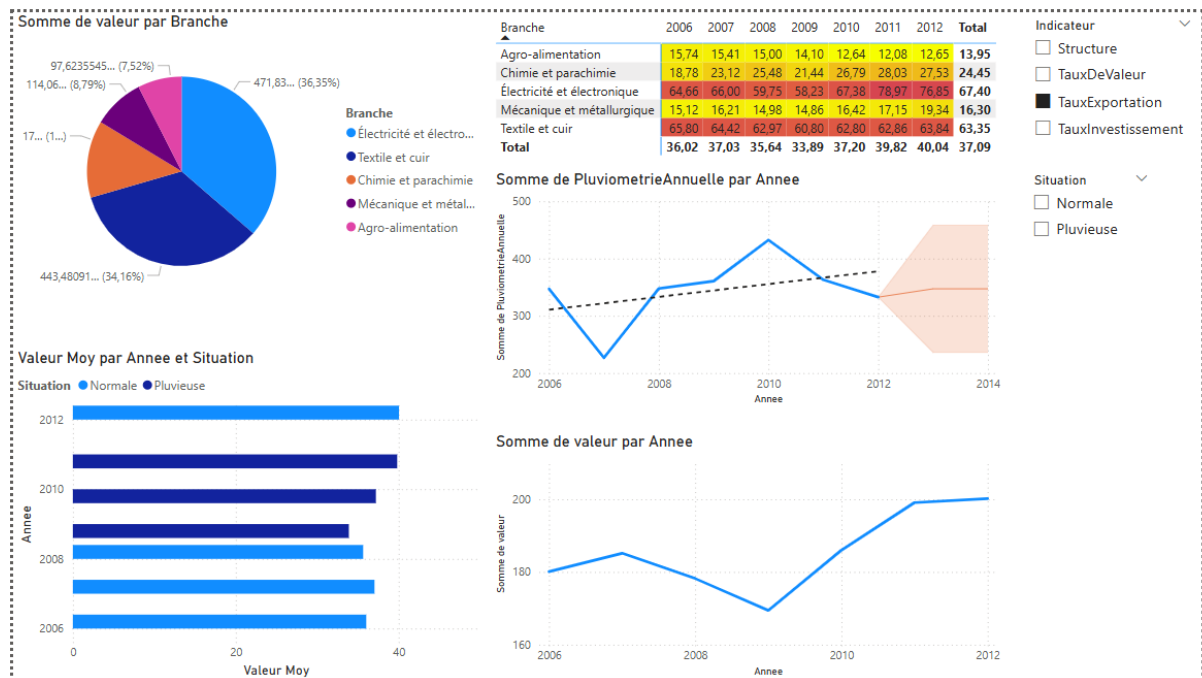 Somme de valeur par Branche
97,6235545... (7,52%)
114,06... (8,79%)
17... (1...)
443,48091... (34,16%)
471,83... (36,35%)
Branche
Électricité et électro...
Textile et cuir
Chimie et parachimie
Mécanique et métal...
Agro-alimentation
Branche 2006 2007 2008 2009 2010 2011 2012 Total
Agro-alimentation 15,74 15,41 15,00 14,10 12,64 12,08 12,65 13,95
Chimie et parachimie 18,78 23,12 25,48 21,44 26,79 28,03 27,53 24,45
Électricité et électronique 64,66 66,00 59,75 58,23 67,38 78,97 76,85 67,40
Mécanique et métallurgique 15,12 16,21 14,98 14,86 16,42 17,15 19,34 16,30
Textile et cuir 65,80 64,42 62,97 60,80 62,80 62,86 63,84 63,35
Total 36,02 37,03 35,64 33,89 37,20 39,82 40,04 37,09
Indicateur
Structure
TauxDeValeur
TauxExportation
TauxInvestissement
Situation
Normale
Pluvieuse
Somme de PluviometrieAnnuelle par Annee
Somme de PluviometrieAnnuelle
500
400
300
200
2006 2008 2010 2012 2014
Annee
Valeur Moy par Annee et Situation
Situation Normale Pluvieuse
Annee
2012
2010
2008
2006
0 20 40
Valeur Moy
Somme de valeur par Annee
Somme de valeur
200
180
160
2006 2008 2010 2012
Annee